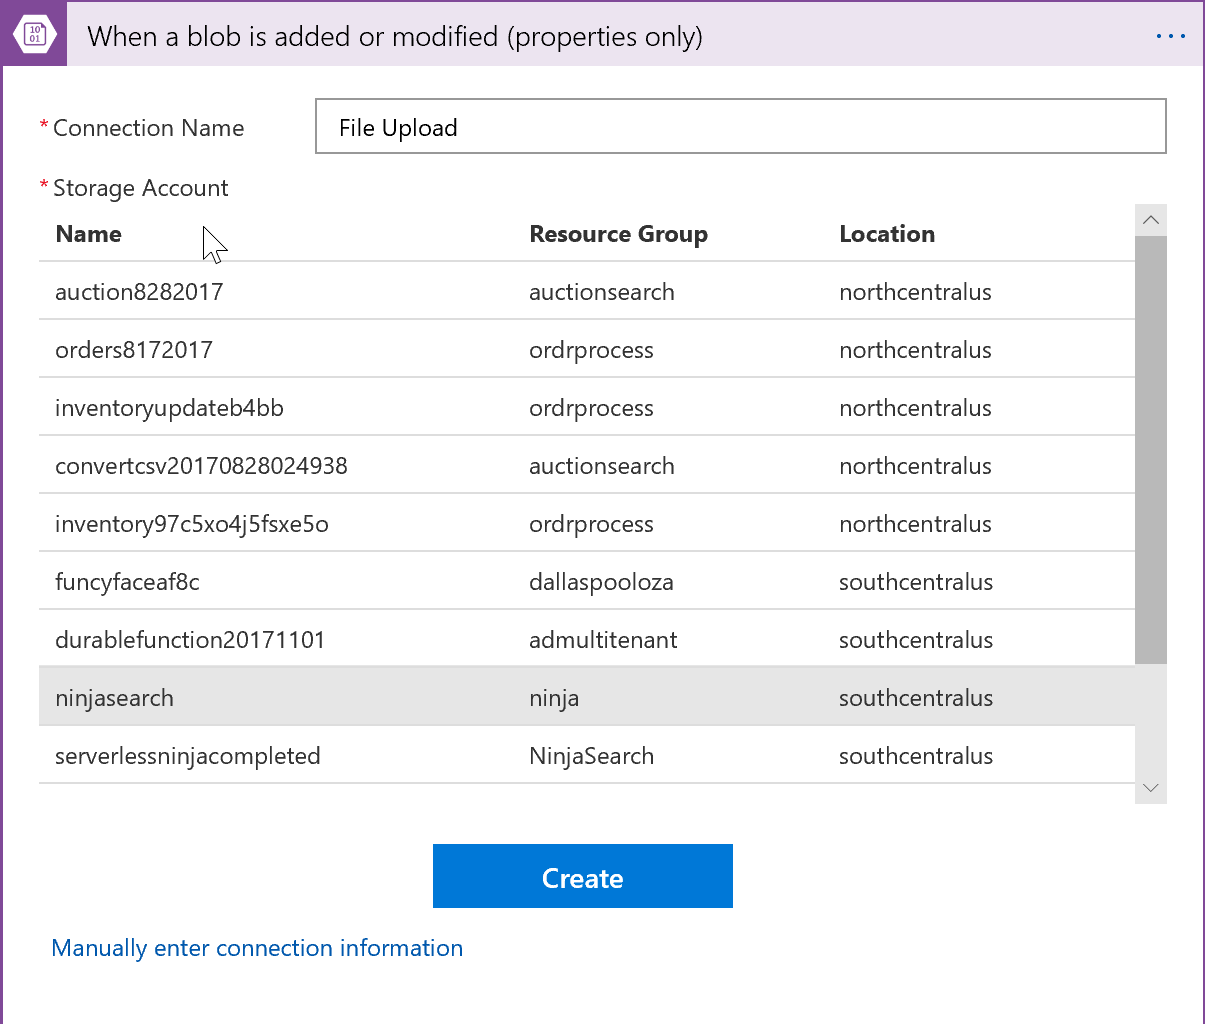 10
01
When a blob is added or modified (properties only)
* Connection Name File Upload
* Storage Account
Name Resource Group Location
auction8282017 auctionsearch northcentralus
orders8172017 ordrprocess northcentralus
inventoryupdateb4bb ordrprocess northcentralus
convertcsv20170828024938 auctionsearch northcentralus
inventory97c5xo4j5fsxe5o ordrprocess northcentralus
funcyfaceaf8c dallaspooloza southcentralus
durablefunction20171101 admultitenant southcentralus
ninjasearch ninja southcentralus
serverlessninjacompleted NinjaSearch southcentralus
Create
Manually enter connection information